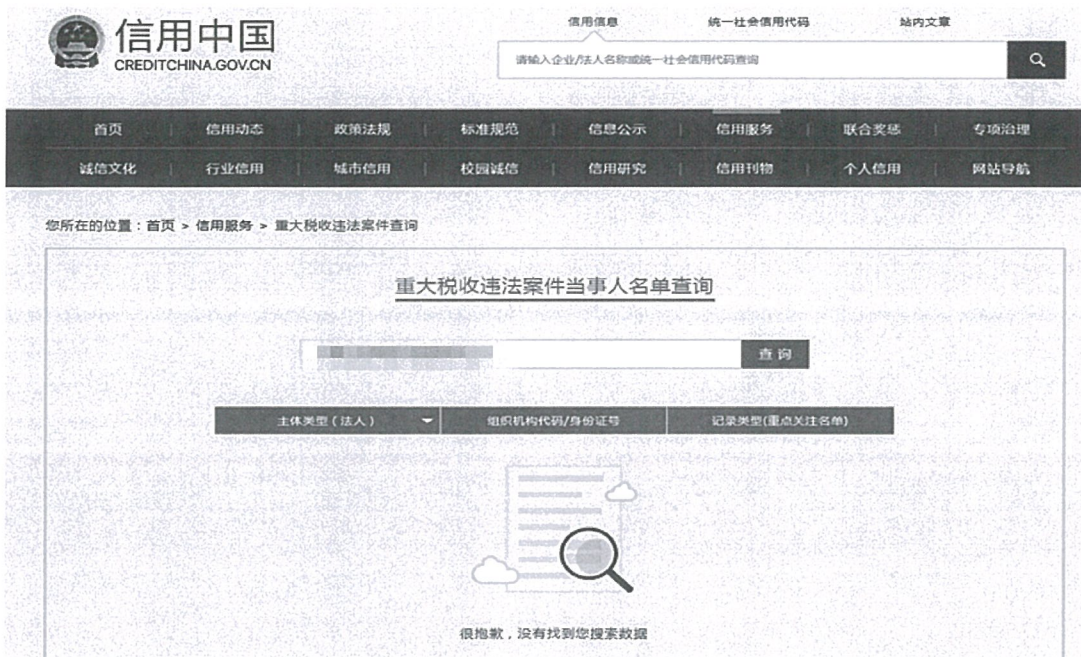 信用中国
CREDITCHINA.GOV.CN
信用信息 统一社会信用代码 站内文章
请输入企业/法人名称或统一社会信用代码查询
首页 信用动态 政策法规 标准规范 信息公示 信用服务 联合奖惩 专项治理
诚信文化 行业信用 城市信用 校园诚信 信用研究 信用刊物 个人信用 网站导航
您所在的位置：首页 > 信用服务 > 重大税收违法案件查询
重大税收违法案件当事人名单查询
查询
主体类型（法人） 组织机构代码/身份证号 记录类型(重点关注名单)
很抱歉，没有找到您搜索数据